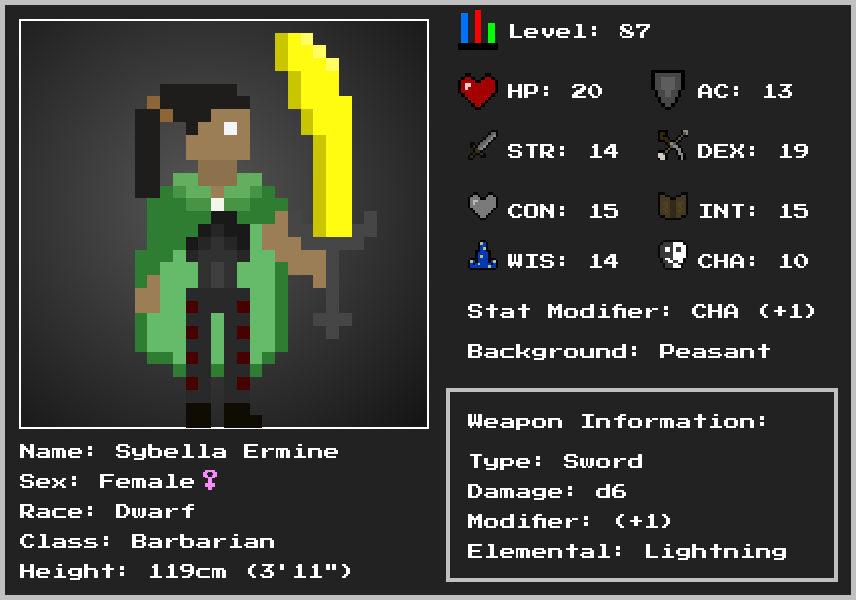 Level: 87
HP: 20 AC: 13
STR: 14 DEX: 19
CON: 15 INT: 15
WIS: 14 CHA: 10
Stat Modifier: CHA (+1)
Background: Peasant
Weapon Information:
Type: Sword
Damage: d6
Modifier: (+1)
Elemental: Lightning
Name: Sybella Ermine
Sex: Female♀
Race: Dwarf
Class: Barbarian
Height: 119cm (3'11")